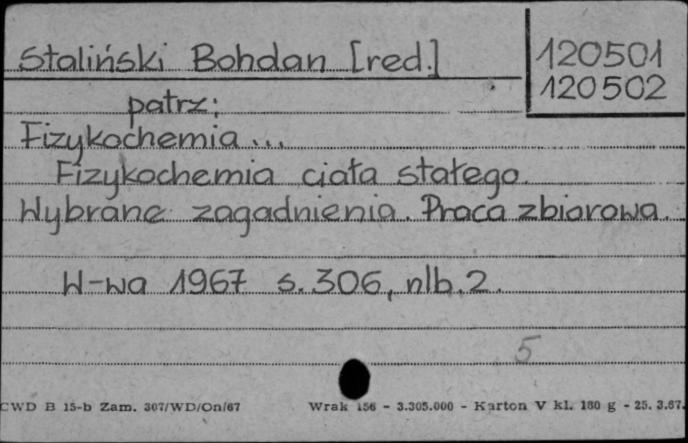 Staliński Bohdan [red.]
120501
120502
patrz:
Fizykochemia...
Fizykochemia ciała stałego.
Wybrane zagadnienia. Praca zbiorowa.
W-wa 1967 s. 306, nlb. 2.
5
CWD B 15-b Zam. 307/WD/On/67 Wrak 156 - 3.305.000 - Karton V kl. 180 g - 25. 3.67.